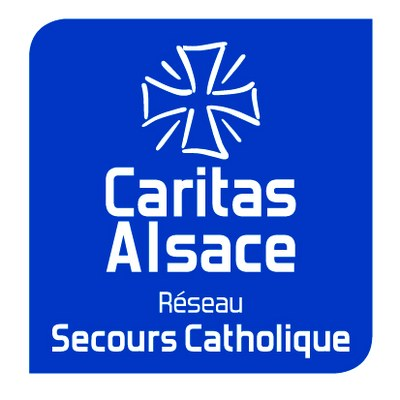 Caritas
Alsace
Réseau
Secours Catholique